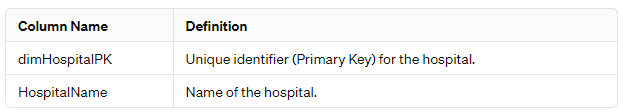 Column Name Definition
dimHospitalPK Unique identifier (Primary Key) for the hospital.
HospitalName Name of the hospital.